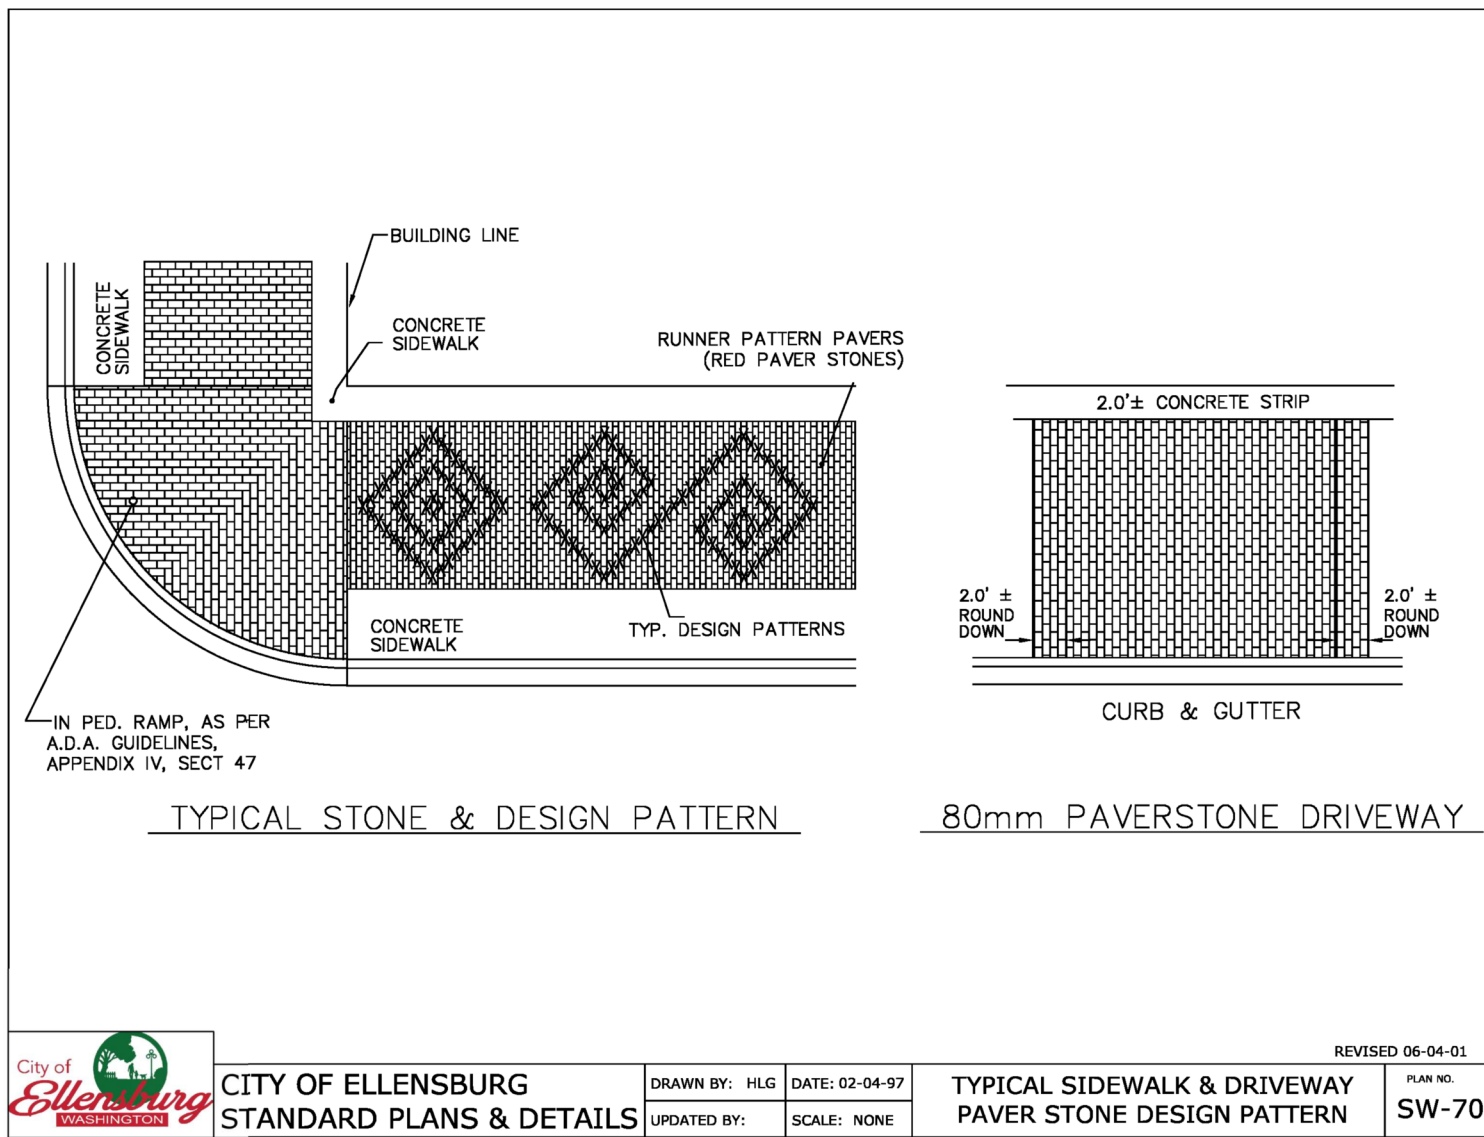 BUILDING LINE
CONCRETE
SIDEWALK
CONCRETE
SIDEWALK
RUNNER PATTERN PAVERS
(RED PAVER STONES)
CONCRETE
SIDEWALK
TYP. DESIGN PATTERNS
IN PED. RAMP, AS PER
A.D.A. GUIDELINES,
APPENDIX IV, SECT 47
TYPICAL STONE & DESIGN PATTERN
2.0'± CONCRETE STRIP
2.0' ±
ROUND
DOWN
2.0' ±
ROUND
DOWN
CURB & GUTTER
80mm PAVERSTONE DRIVEWAY
REVISED 06-04-01
City of
Ellensburg
WASHINGTON
CITY OF ELLENSBURG
STANDARD PLANS & DETAILS
DRAWN BY: HLG
DATE: 02-04-97
UPDATED BY:
SCALE: NONE
TYPICAL SIDEWALK & DRIVEWAY
PAVER STONE DESIGN PATTERN
PLAN NO.
SW-70